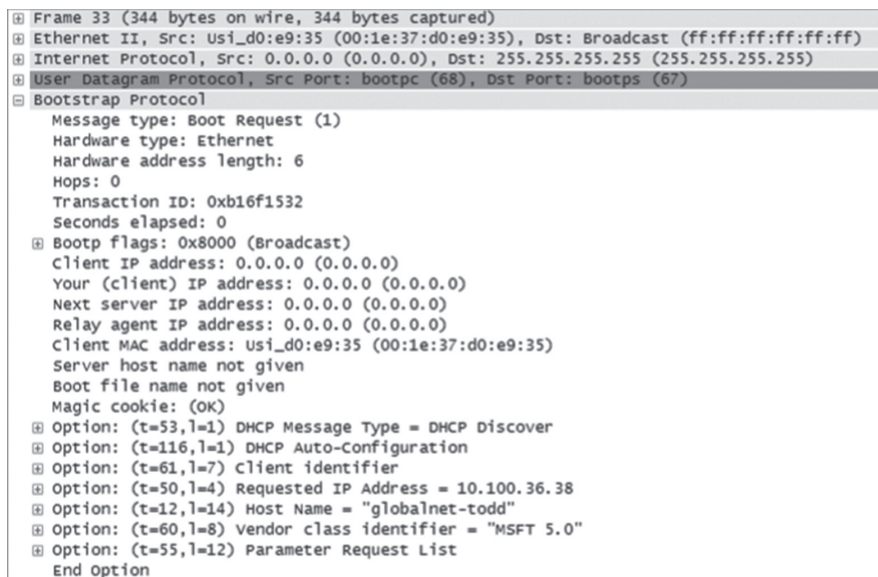 Frame 33 (344 bytes on wire, 344 bytes captured)
Ethernet II, Src: Usi_d0:e9:35 (00:1e:37:d0:e9:35), Dst: Broadcast (ff:ff:ff:ff:ff:ff)
Internet Protocol, Src: 0.0.0.0 (0.0.0.0), Dst: 255.255.255.255 (255.255.255.255)
User Datagram Protocol, Src Port: bootpc (68), Dst Port: bootps (67)
Bootstrap Protocol
Message type: Boot Request (1)
Hardware type: Ethernet
Hardware address length: 6
Hops: 0
Transaction ID: 0xb16f1532
Seconds elapsed: 0
Bootp flags: 0x8000 (Broadcast)
Client IP address: 0.0.0.0 (0.0.0.0)
Your (client) IP address: 0.0.0.0 (0.0.0.0)
Next server IP address: 0.0.0.0 (0.0.0.0)
Relay agent IP address: 0.0.0.0 (0.0.0.0)
Client MAC address: Usi_d0:e9:35 (00:1e:37:d0:e9:35)
Server host name not given
Boot file name not given
Magic cookie: (OK)
Option: (t=53,l=1) DHCP Message Type = DHCP Discover
Option: (t=116,l=1) DHCP Auto-Configuration
Option: (t=61,l=7) Client identifier
Option: (t=50,l=4) Requested IP Address = 10.100.36.38
Option: (t=12,l=14) Host Name = "globalnet-todd"
Option: (t=60,l=8) Vendor class identifier = "MSFT 5.0"
Option: (t=55,l=12) Parameter Request List
End Option